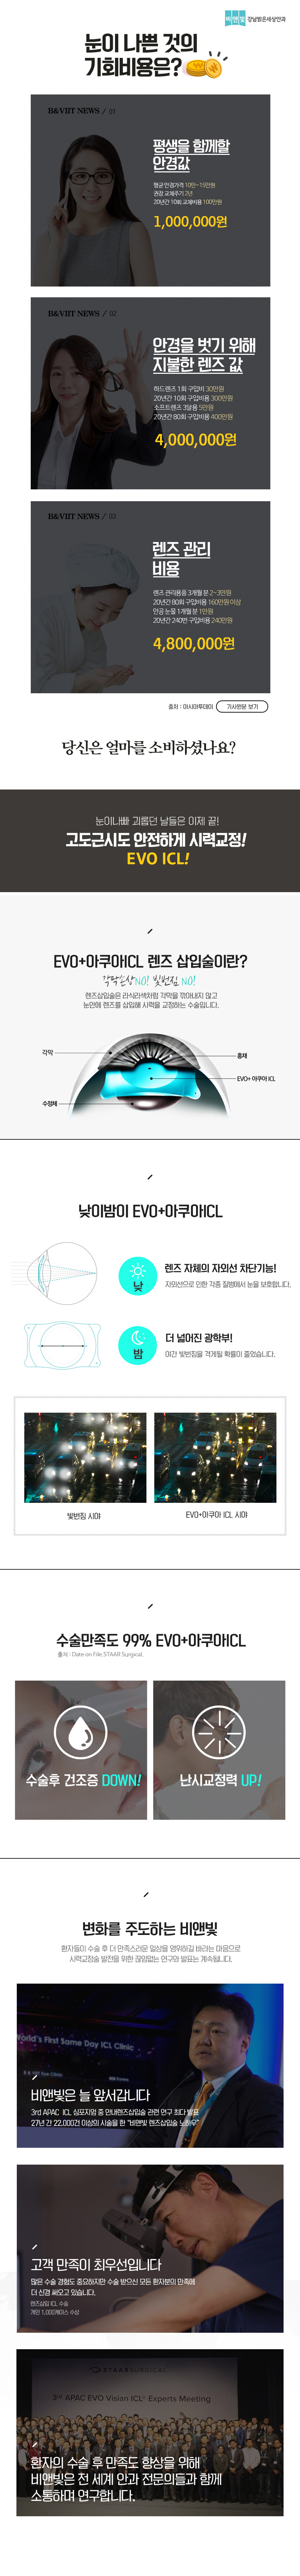 비앤빛 강남밝은세상안과
눈이 나쁜 것의
기회비용은?
B&VIIT NEWS / 01
평생을 함께할
안경값
평균 안경가격 10만~15만원
권장 교체주기 2년
20년간 10회 교체비용 100만원
1,000,000원
B&VIIT NEWS / 02
안경을 벗기 위해
지불한 렌즈 값
하드렌즈 1회 구입비 30만원
20년간 10회 구입비용 300만원
소프트렌즈 3달용 5만원
20년간 80회 구입비용 400만원
4,000,000원
B&VIIT NEWS / 03
렌즈 관리
비용
렌즈 관리용품 3개월 분 2~3만원
20년간 80회 구입비용 160만원 이상
인공 눈물 1개월 분 1만원
20년간 240번 구입비용 240만원
4,800,000원
출처 : 아시아투데이 기사원문 보기
당신은 얼마를 소비하셨나요?
눈이나빠 괴롭던 날들은 이제 끝!
고도근시도 안전하게 시력교정!
EVO ICL!
EVO+아쿠아ICL 렌즈 삽입술이란?
각막손상NO! 빛번짐 NO!
렌즈삽입술은 라식라섹처럼 각막을 깎아내지 않고
눈안에 렌즈를 삽입해 시력을 교정하는 수술입니다.
각막
홍채
EVO+ 아쿠아 ICL
수정체
낮이밤이 EVO+아쿠아ICL
낮
렌즈 자체의 자외선 차단기능!
자외선으로 인한 각종 질병에서 눈을 보호합니다.
밤
더 넓어진 광학부!
야간 빛번짐을 겪게될 확률이 줄었습니다.
빛번짐 시야
EVO+아쿠아 ICL 시야
수술만족도 99% EVO+아쿠아ICL
출처 : Date on File,STAAR Surgical.
수술후 건조증 DOWN!
난시교정력 UP!
변화를 주도하는 비앤빛
환자들이 수술 후 더 만족스러운 일상을 영위하길 바라는 마음으로
시력교정술 발전을 위한 끊임없는 연구와 발표는 계속됩니다.
World's First Same Day ICL Clinic
비앤빛은 늘 앞서갑니다
3rd APAC ICL 심포지엄 중 안내렌즈삽입술 관련 연구 최다 발표
27년 간 22,000건 이상의 시술을 한 "비앤빛 렌즈삽입술 노하우"
고객 만족이 최우선입니다
많은 수술 경험도 중요하지만 수술 받으신 모든 환자분의 만족에
더 신경 써오고 있습니다.
렌즈삽입 ICL 수술
개안 1,000케이스 수상
STAAR SURGICAL
3rd APAC EVO Visian ICL Experts Meeting
환자의 수술 후 만족도 향상을 위해
비앤빛은 전 세계 안과 전문의들과 함께
소통하며 연구합니다.